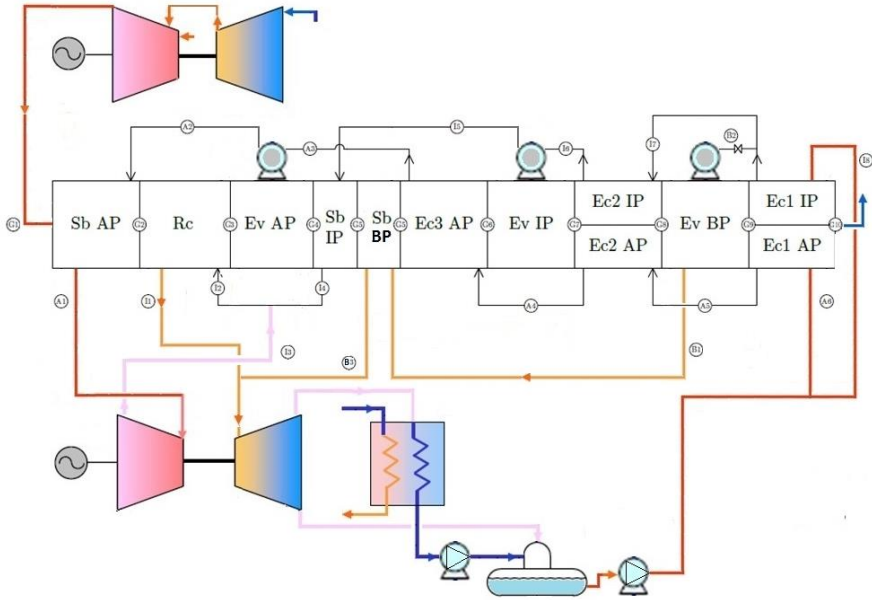 A2
A3
I5
I6
I7
B2
I8
G1
Sb AP
G2
Rc
G3
Ev AP
G4
Sb
IP
G5
Sb
BP
G5
Ec3 AP
G6
Ev IP
G7
Ec2 IP
Ec2 AP
G8
Ev BP
G9
Ec1 IP
Ec1 AP
G10
A1
I1
I2
I4
A4
A5
A6
I3
B3
B1